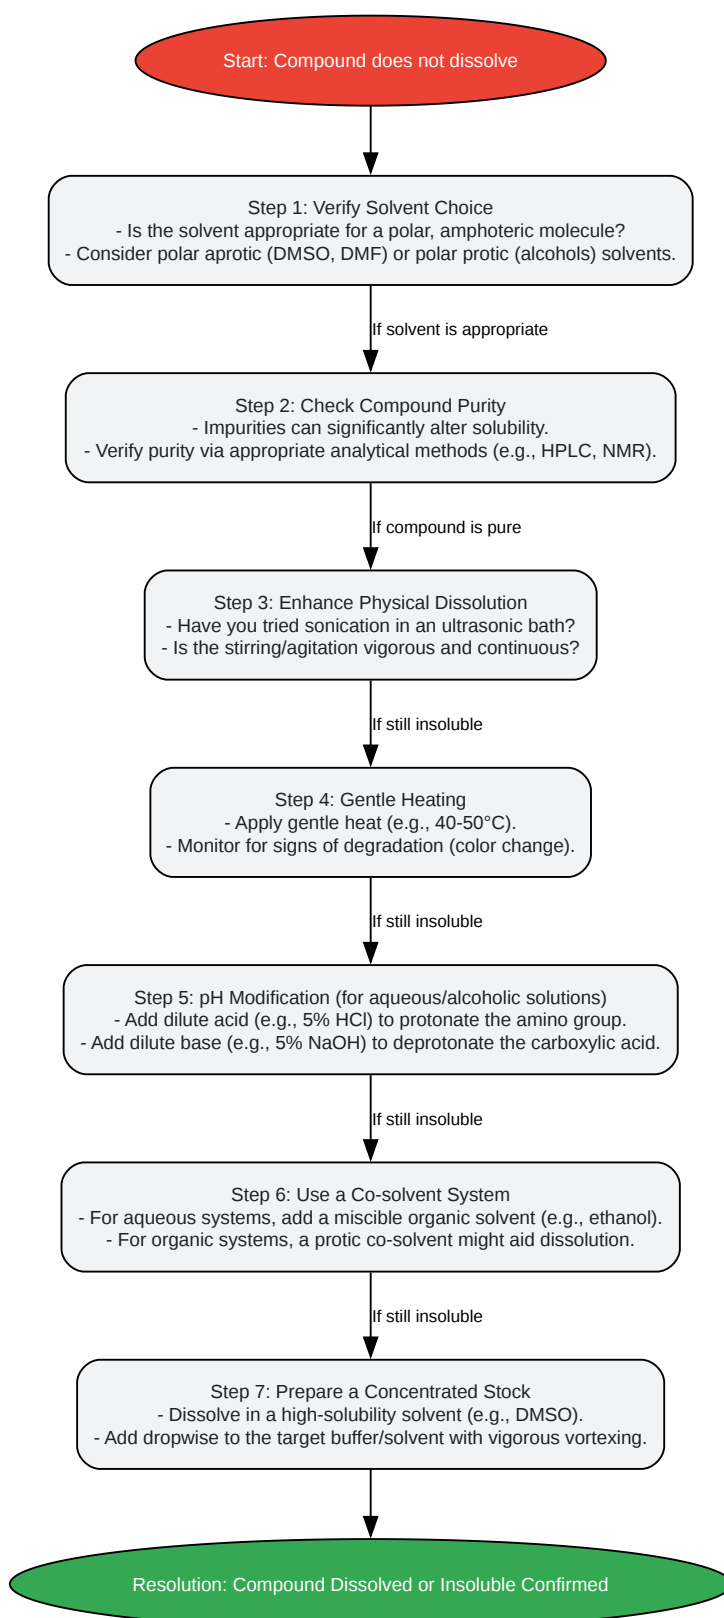 Start: Compound does not dissolve
Step 1: Verify Solvent Choice
- Is the solvent appropriate for a polar, amphoteric molecule?
- Consider polar aprotic (DMSO, DMF) or polar protic (alcohols) solvents.
If solvent is appropriate
Step 2: Check Compound Purity
- Impurities can significantly alter solubility.
- Verify purity via appropriate analytical methods (e.g., HPLC, NMR).
If compound is pure
Step 3: Enhance Physical Dissolution
- Have you tried sonication in an ultrasonic bath?
- Is the stirring/agitation vigorous and continuous?
If still insoluble
Step 4: Gentle Heating
- Apply gentle heat (e.g., 40-50°C).
- Monitor for signs of degradation (color change).
If still insoluble
Step 5: pH Modification (for aqueous/alcoholic solutions)
- Add dilute acid (e.g., 5% HCl) to protonate the amino group.
- Add dilute base (e.g., 5% NaOH) to deprotonate the carboxylic acid.
If still insoluble
Step 6: Use a Co-solvent System
- For aqueous systems, add a miscible organic solvent (e.g., ethanol).
- For organic systems, a protic co-solvent might aid dissolution.
If still insoluble
Step 7: Prepare a Concentrated Stock
- Dissolve in a high-solubility solvent (e.g., DMSO).
- Add dropwise to the target buffer/solvent with vigorous vortexing.
Resolution: Compound Dissolved or Insoluble Confirmed